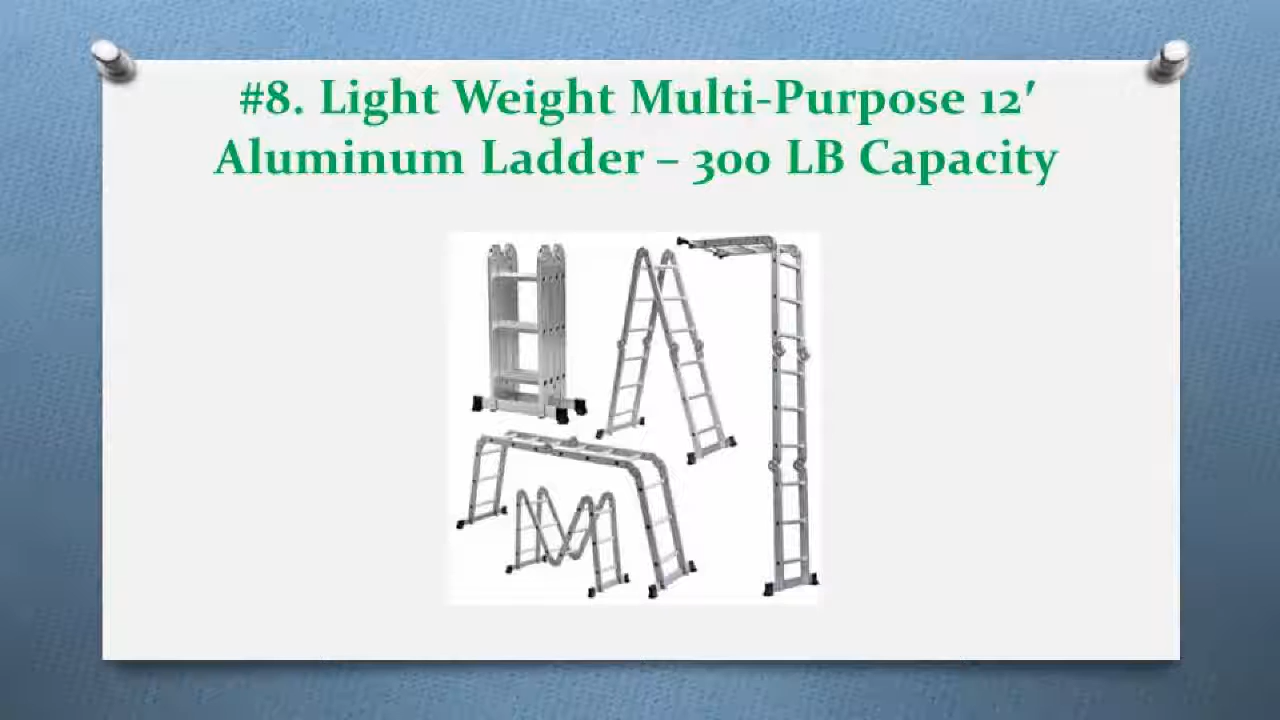 #8. Light Weight Multi-Purpose 12′
Aluminum Ladder – 300 LB Capacity